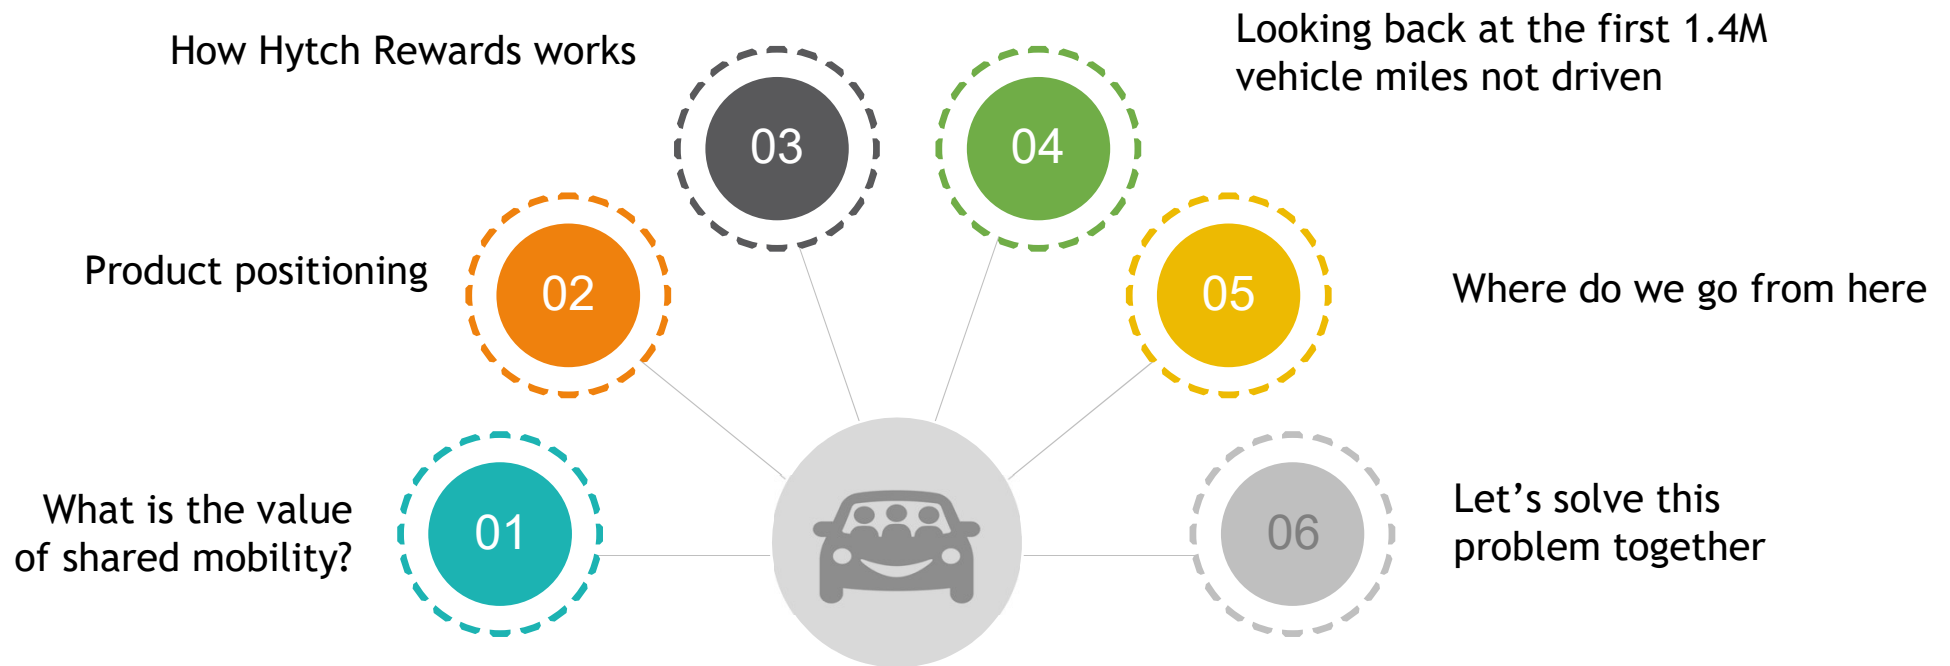 01
What is the value
of shared mobility?
02
Product positioning
03
How Hytch Rewards works
04
Looking back at the first 1.4M
vehicle miles not driven
05
Where do we go from here
06
Let’s solve this
problem together